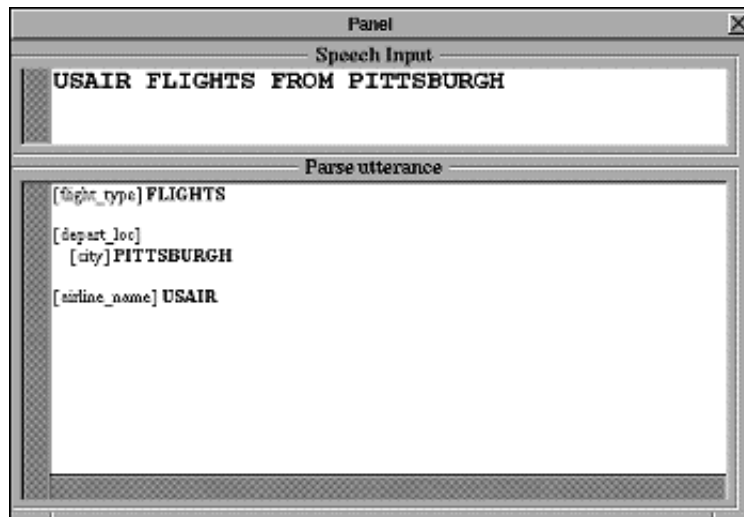 Panel
Speech Input
USAIR FLIGHTS FROM PITTSBURGH
Parse utterance
[flight_type] FLIGHTS
[depart_loc]
[city] PITTSBURGH
[airline_name] USAIR